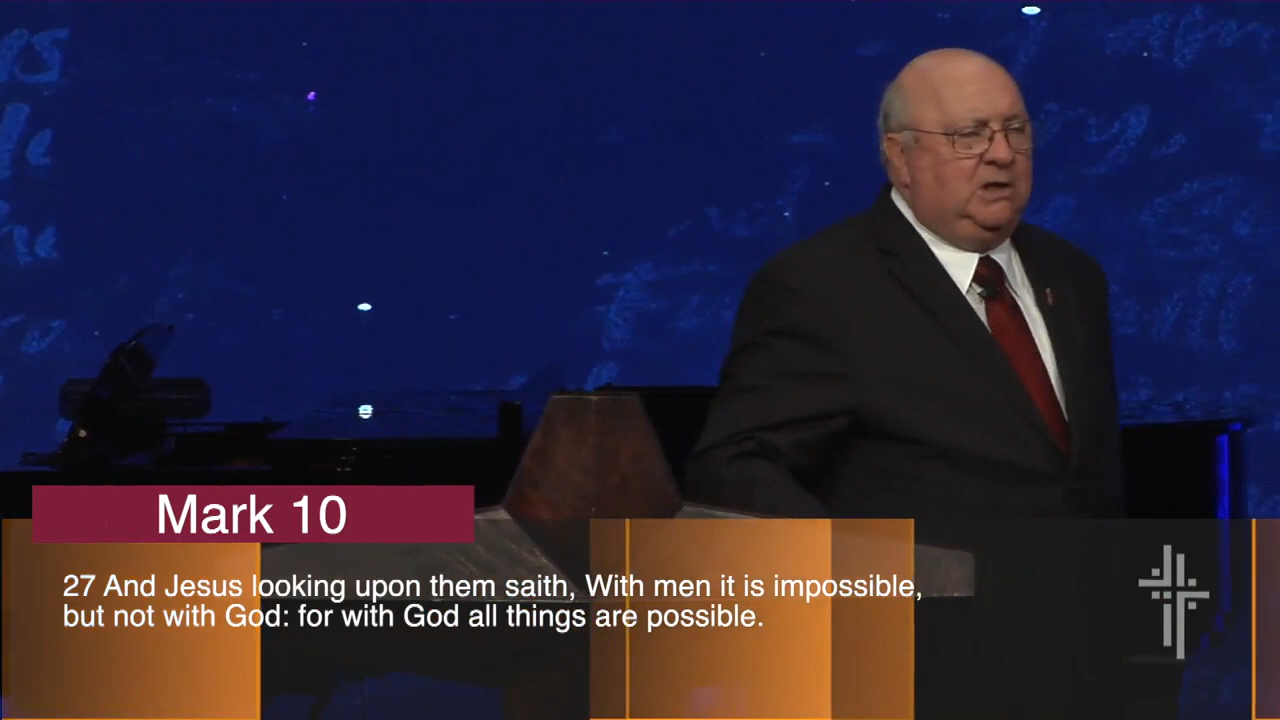 Mark 10
27 And Jesus looking upon them saith, With men it is impossible,
but not with God: for with God all things are possible.